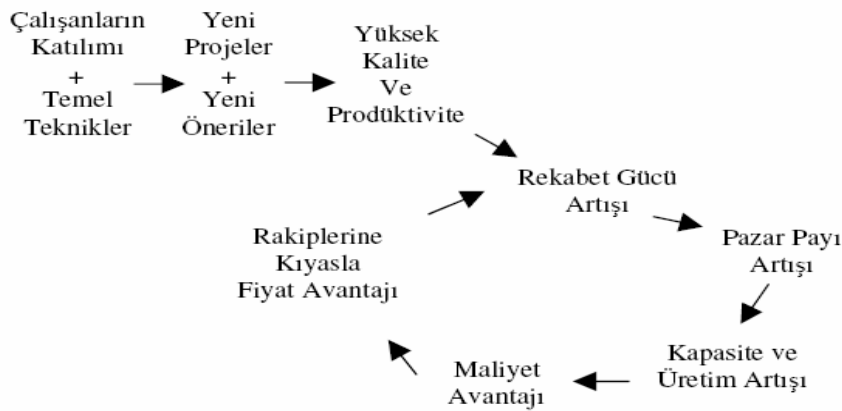 Çalışanların
Katılımı
+
Temel
Teknikler
Yeni
Projeler
+
Yeni
Öneriler
Yüksek
Kalite
Ve
Prodüktivite
Rekabet Gücü
Artışı
Pazar Payı
Artışı
Kapasite ve
Üretim Artışı
Maliyet
Avantajı
Rakiplerine
Kıyasla
Fiyat Avantajı